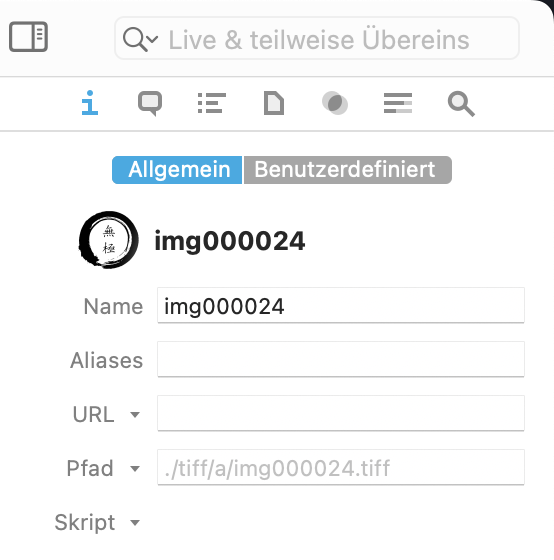 Live & teilweise Übereins
Allgemein Benutzerdefiniert
無
極
img000024
Name img000024
Aliases
URL
Pfad ./tiff/a/img000024.tiff
Skript